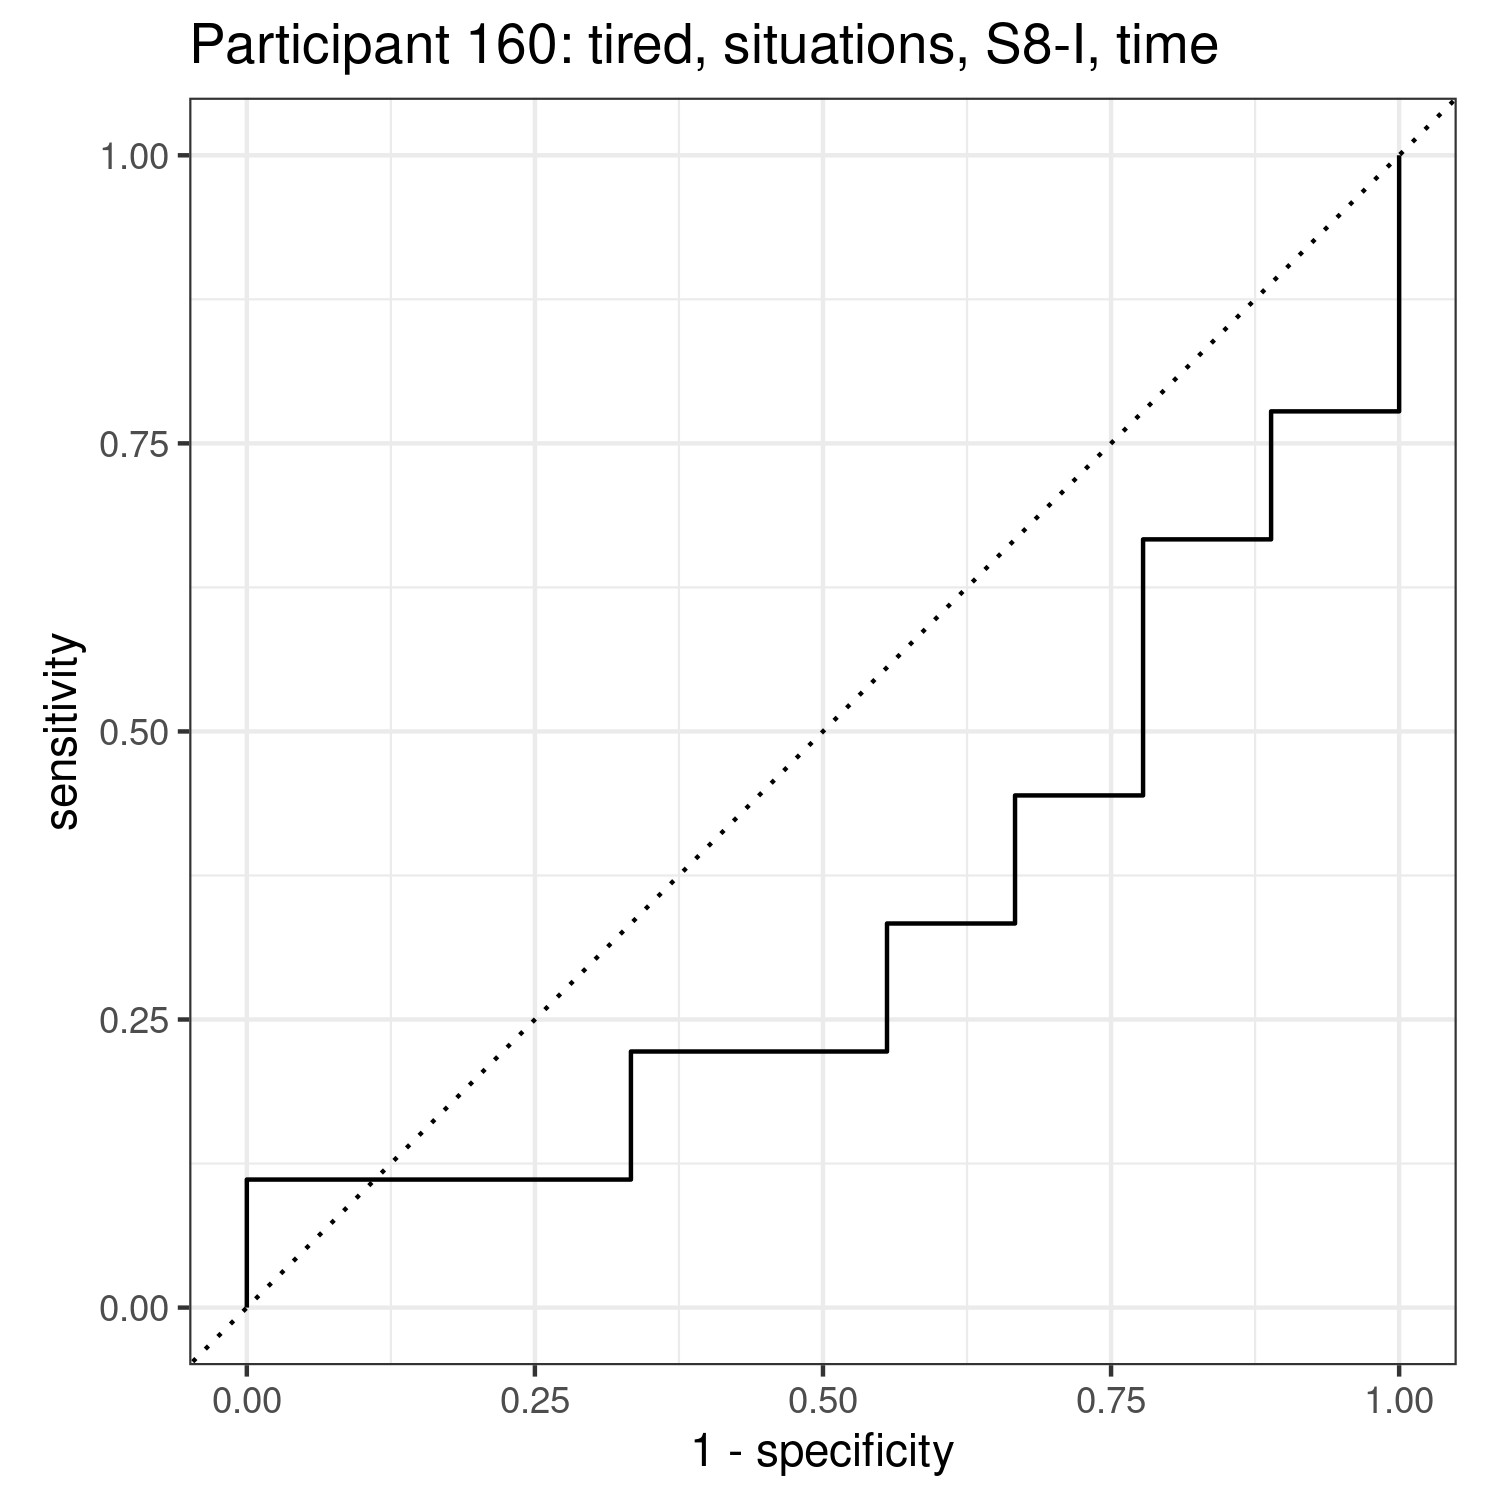 Participant 160: tired, situations, S8-I, time
1.00
0.75
0.50
0.25
0.00
sensitivity
0.00 0.25 0.50 0.75 1.00
1 - specificity